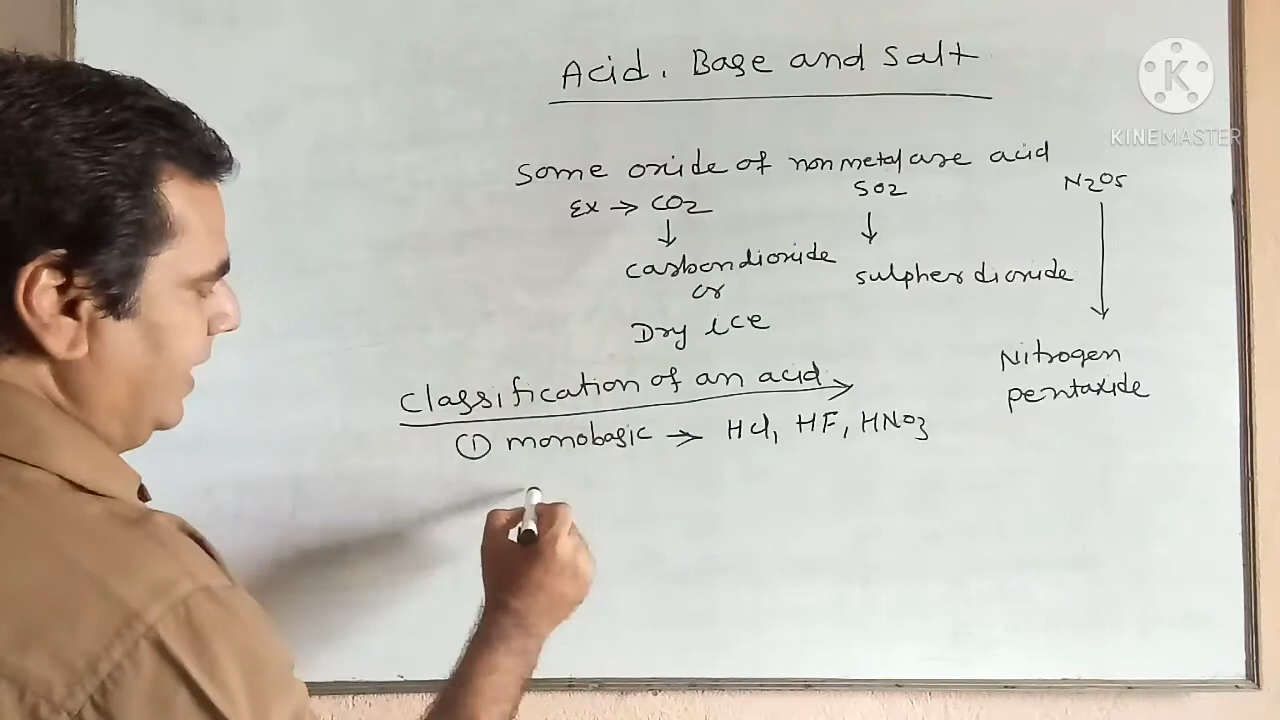 Acid, Base and Salt
K
KINEMASTER
Some oxide of nonmetal are acid
Ex → CO2
SO2
N2O5
↓
↓
carbondioxide
or
Dry ice
sulpher dioxide
Nitrogen
pentaxide
Classification of an acid
① monobasic → HCl, HF, HNO3